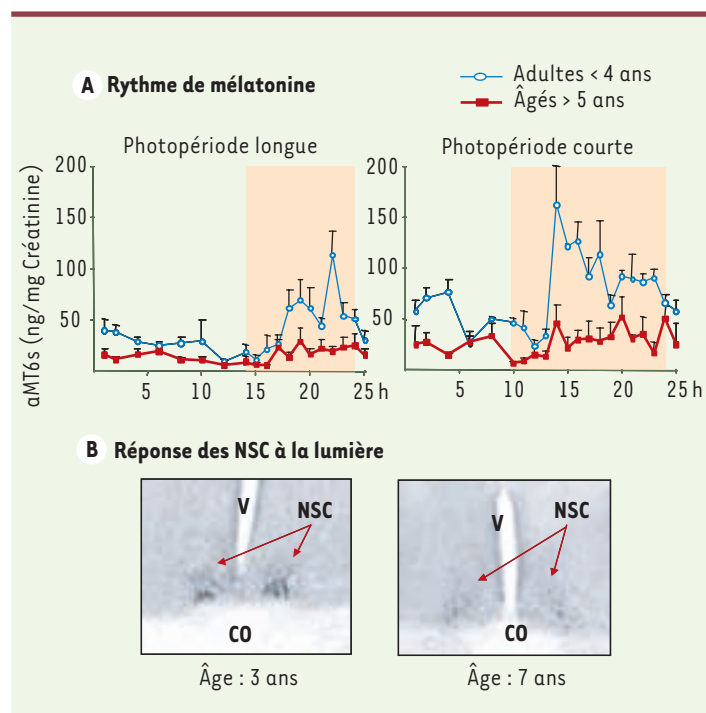 A Rythme de mélatonine
Adultes < 4 ans
Âgés > 5 ans
Photopériode longue
Photopériode courte
αMT6s (ng/mg Créatinine)
200
150
100
50
5 10 15 20 25 h
200
150
100
50
5 10 15 20 25 h
B Réponse des NSC à la lumière
V NSC
CO
V NSC
CO
Âge : 3 ans
Âge : 7 ans